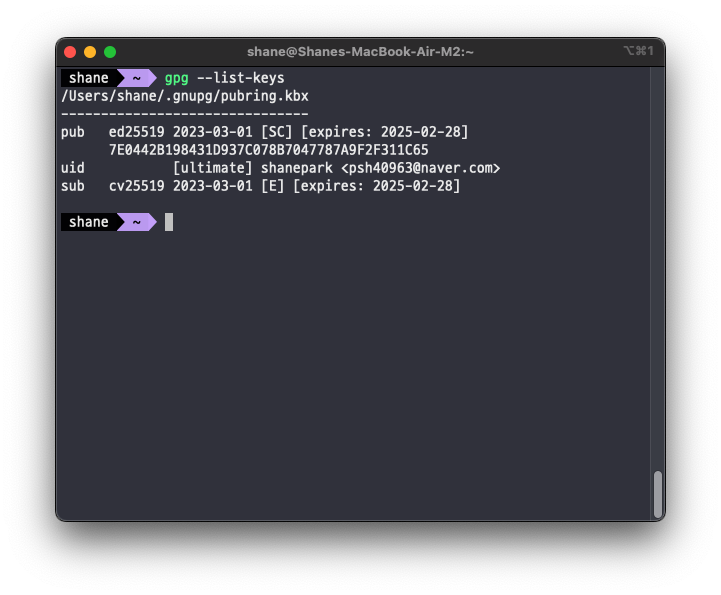 shane@Shanes-MacBook-Air-M2:~ ⌥⌘1
shane ~ gpg --list-keys
/Users/shane/.gnupg/pubring.kbx
-------------------------------
pub   ed25519 2023-03-01 [SC] [expires: 2025-02-28]
      7E0442B198431D937C078B7047787A9F2F311C65
uid           [ultimate] shanepark <psh40963@naver.com>
sub   cv25519 2023-03-01 [E] [expires: 2025-02-28]
shane ~